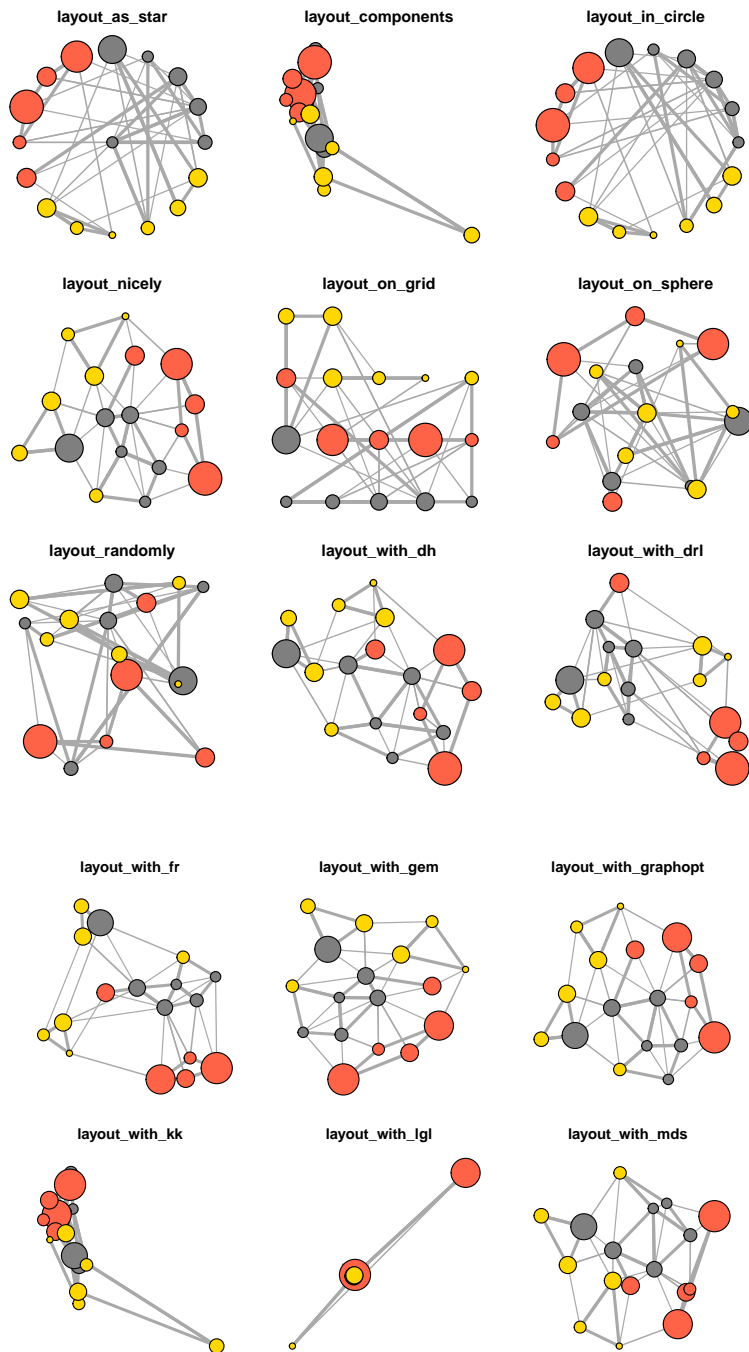 layout_as_star
layout_components
layout_in_circle
layout_nicely
layout_on_grid
layout_on_sphere
layout_randomly
layout_with_dh
layout_with_drl
layout_with_fr
layout_with_gem
layout_with_graphopt
layout_with_kk
layout_with_lgl
layout_with_mds